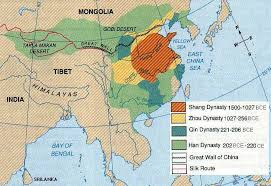 MONGOLIA
GOBI DESERT
TAKLA MAKAN
DESERT
GREAT WALL
YELLOW
SEA
EAST
CHINA
SEA
TIBET
HIMALAYAS
INDIA
BAY OF
BENGAL
SRI LANKA
Shang Dynasty 1500-1027 BCE
Zhou Dynasty 1027-256 BCE
Qin Dynasty 221-206 BCE
Han Dynasty 202 BCE-220 CE
Great Wall of China
Silk Route